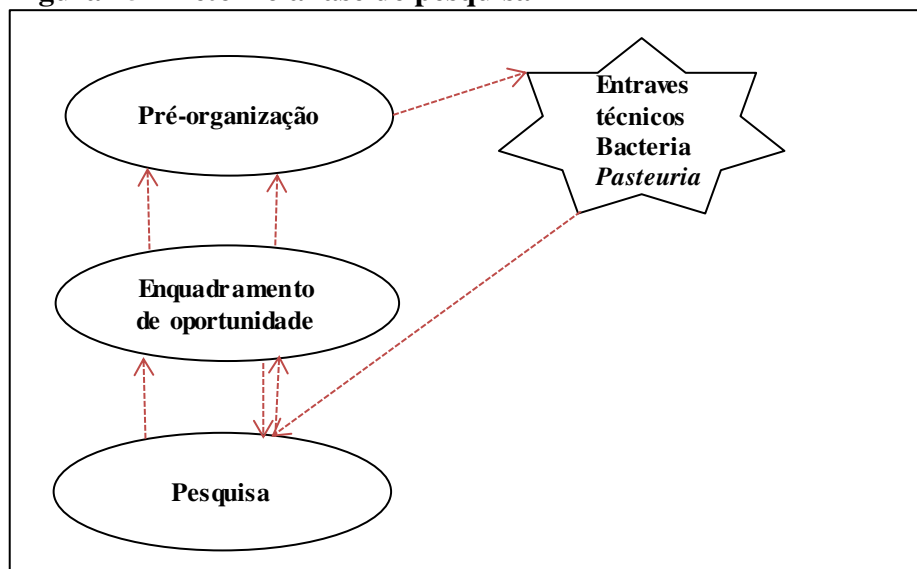 Pré-organização
Entraves
técnicos
Bacteria
Pasteuria
Enquadramento
de oportunidade
Pesquisa